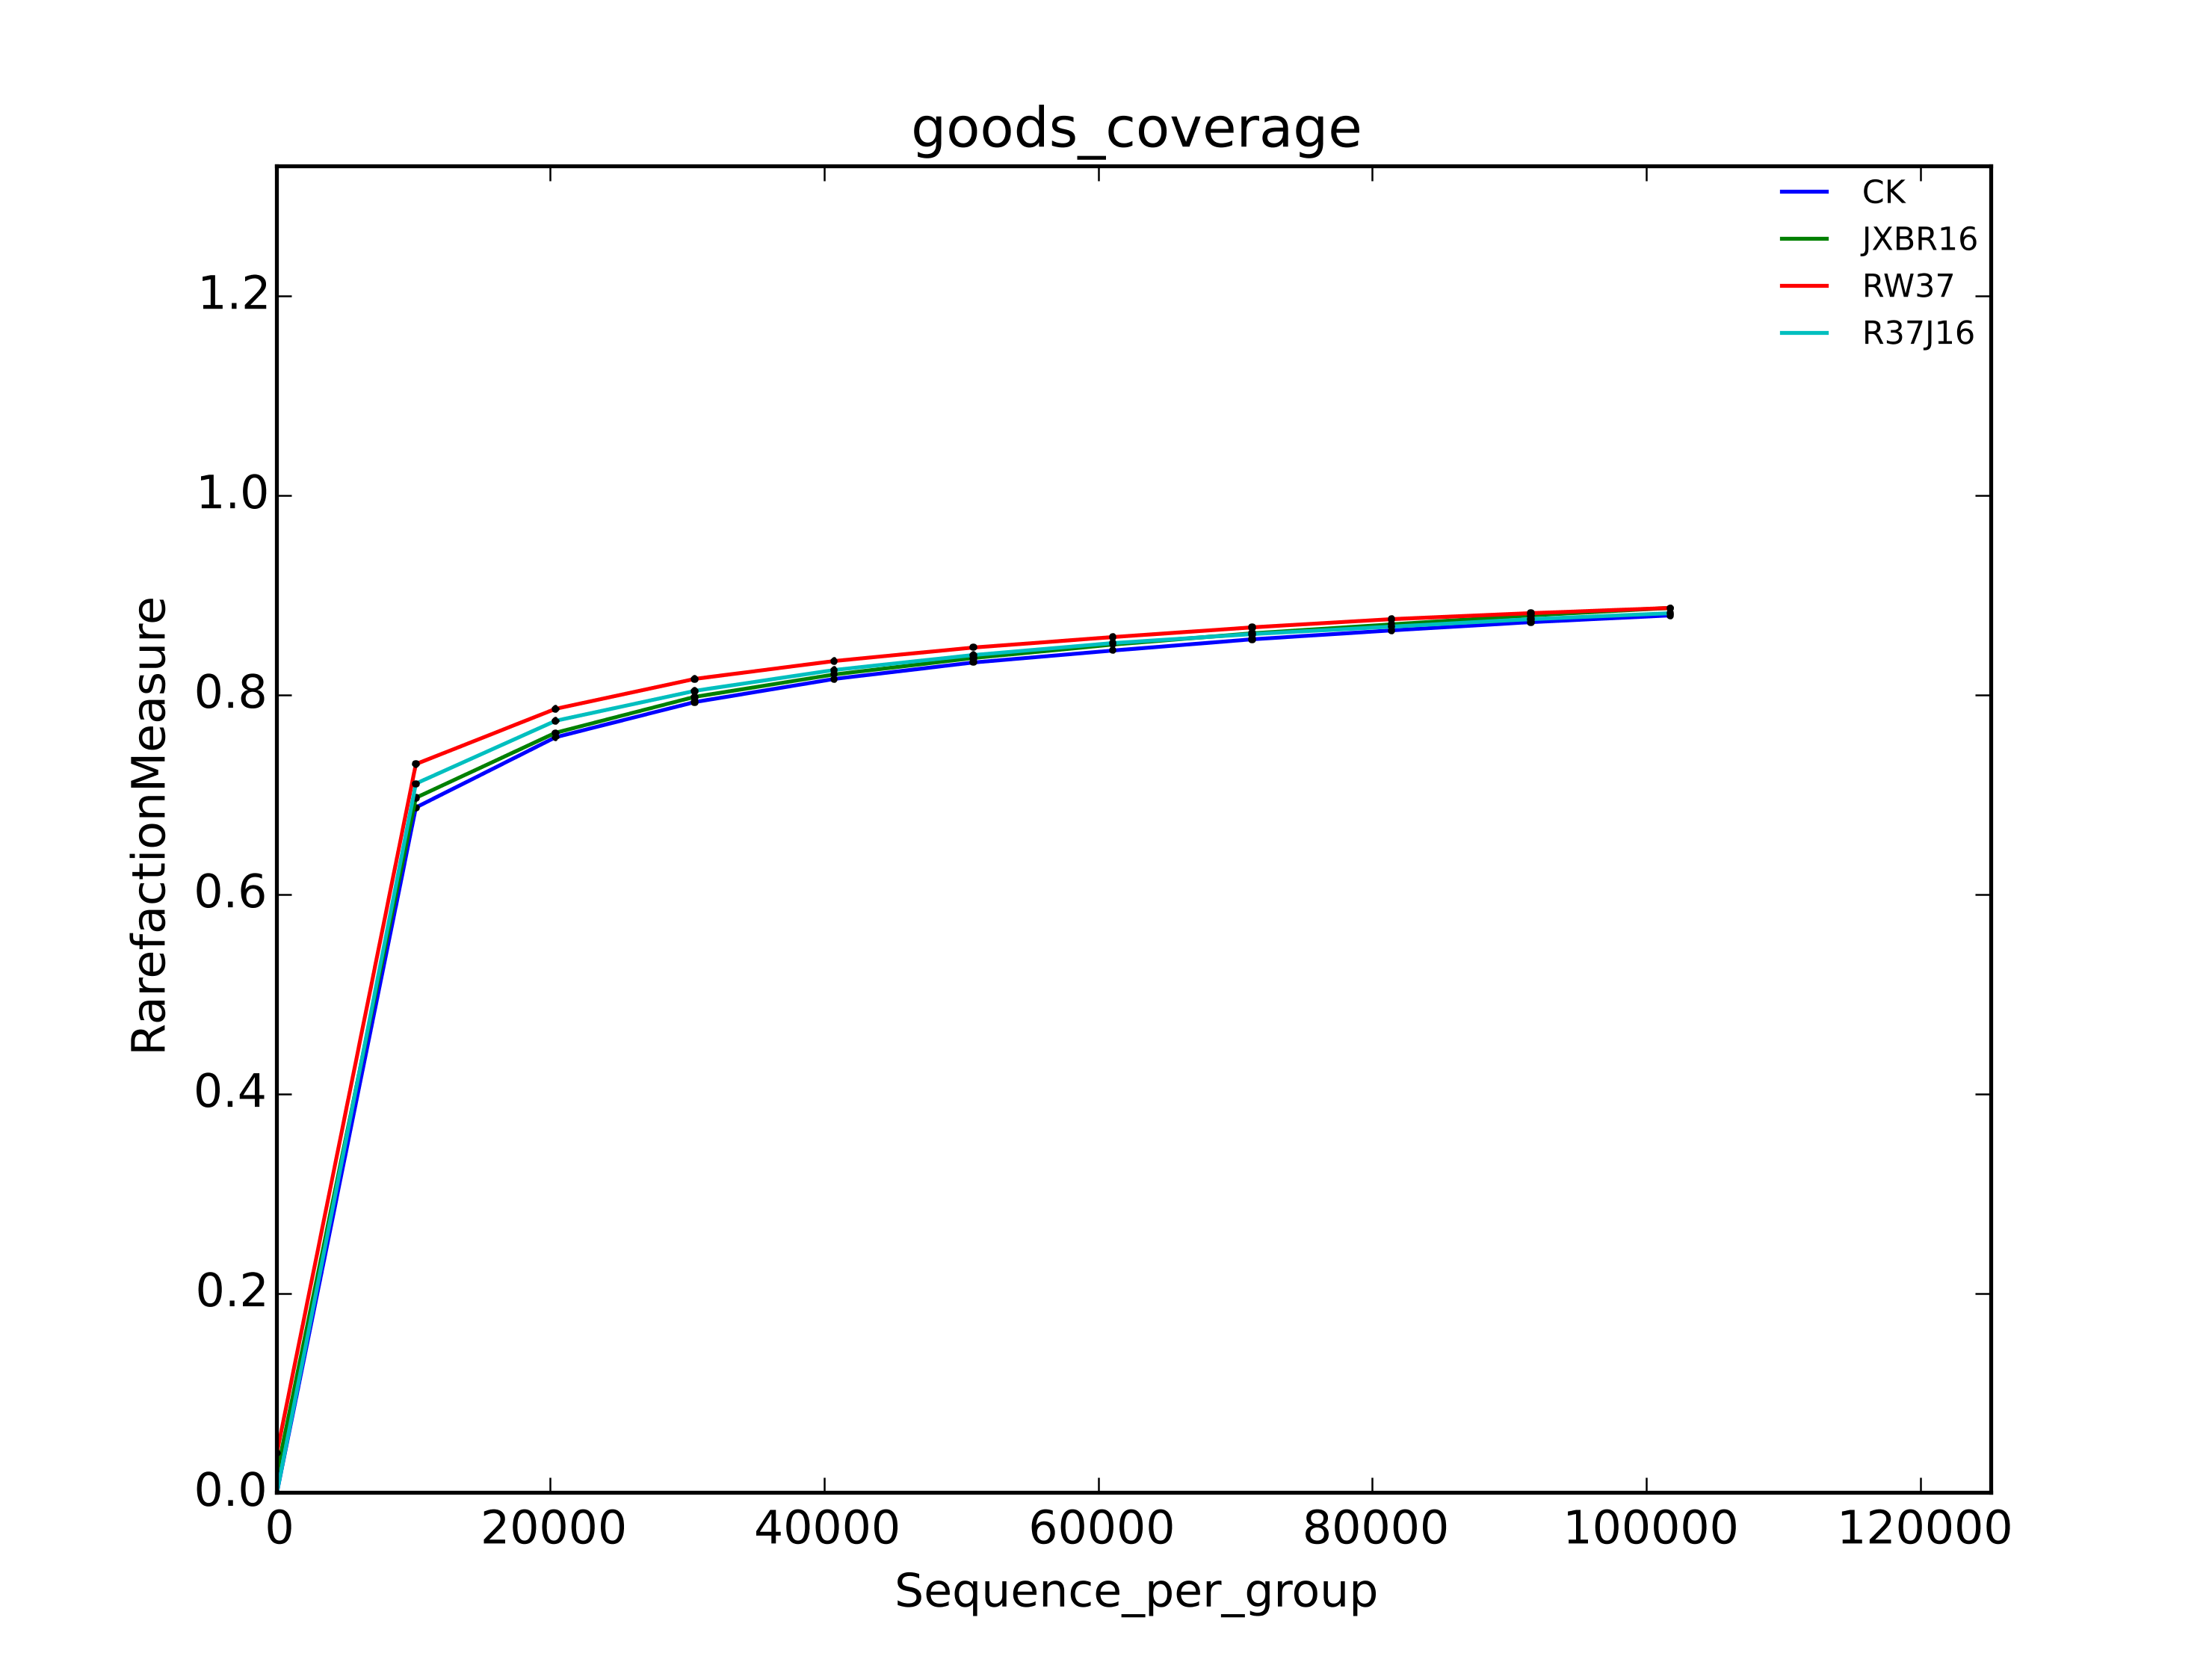 goods_coverage
CK
JXBR16
RW37
R37J16
1.2
1.0
0.8
0.6
0.4
0.2
0.0
RarefactionMeasure
0 20000 40000 60000 80000 100000 120000
Sequence_per_group